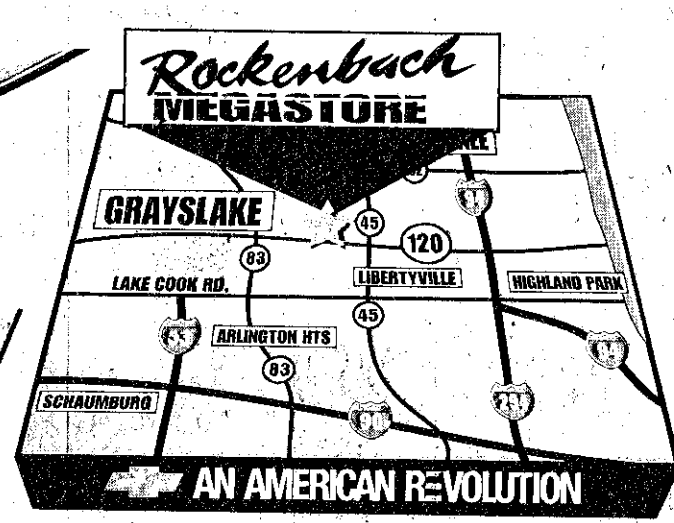 Rockenbach
MEGASTORE
GRAYSLAKE
45
120
83
LAKE COOK RD.
LIBERTYVILLE
HIGHLAND PARK
45
ARLINGTON HTS
83
SCHAUMBURG
90
AN AMERICAN REVOLUTION